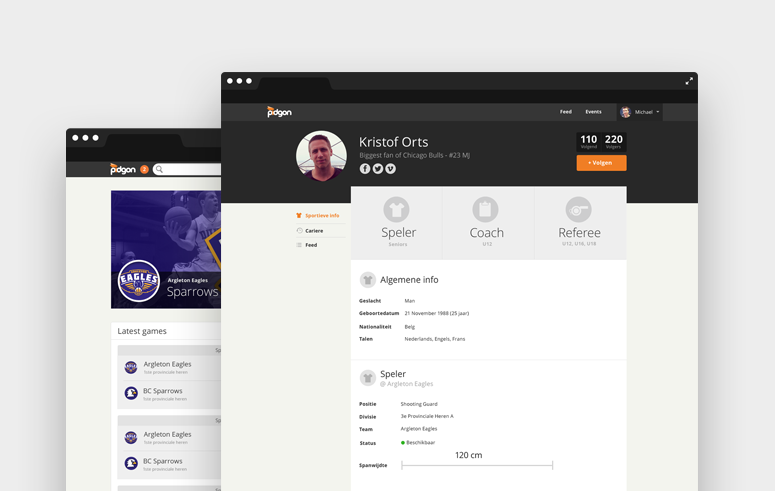 pidgon
Feed
Events
Michael
Kristof Orts
Biggest fan of Chicago Bulls - #23 MJ
110
220
Volgend
Volgers
+ Volgen
Sportieve info
Cariere
Feed
Speler
Seniors
Coach
U13
Referee
U12, U16, U18
Algemene info
Geslacht Man
Geboortedatum 21 November 1988 (25 jaar)
Nationaliteit Belg
Talen Nederlands, Engels, Frans
Speler
@ Argleton Eagles
Positie Shooting Guard
Divisie 3e Provinciale Heren A
Team Argleton Eagles
Status Beschikbaar
Spanwijdte 120 cm
pidgon
3
EAGLES
Argleton Eagles
Sparrows
Latest games
Argleton Eagles
1ste provinciale heren
BC Sparrows
1ste provinciale heren
Argleton Eagles
1ste provinciale heren
BC Sparrows
1ste provinciale heren